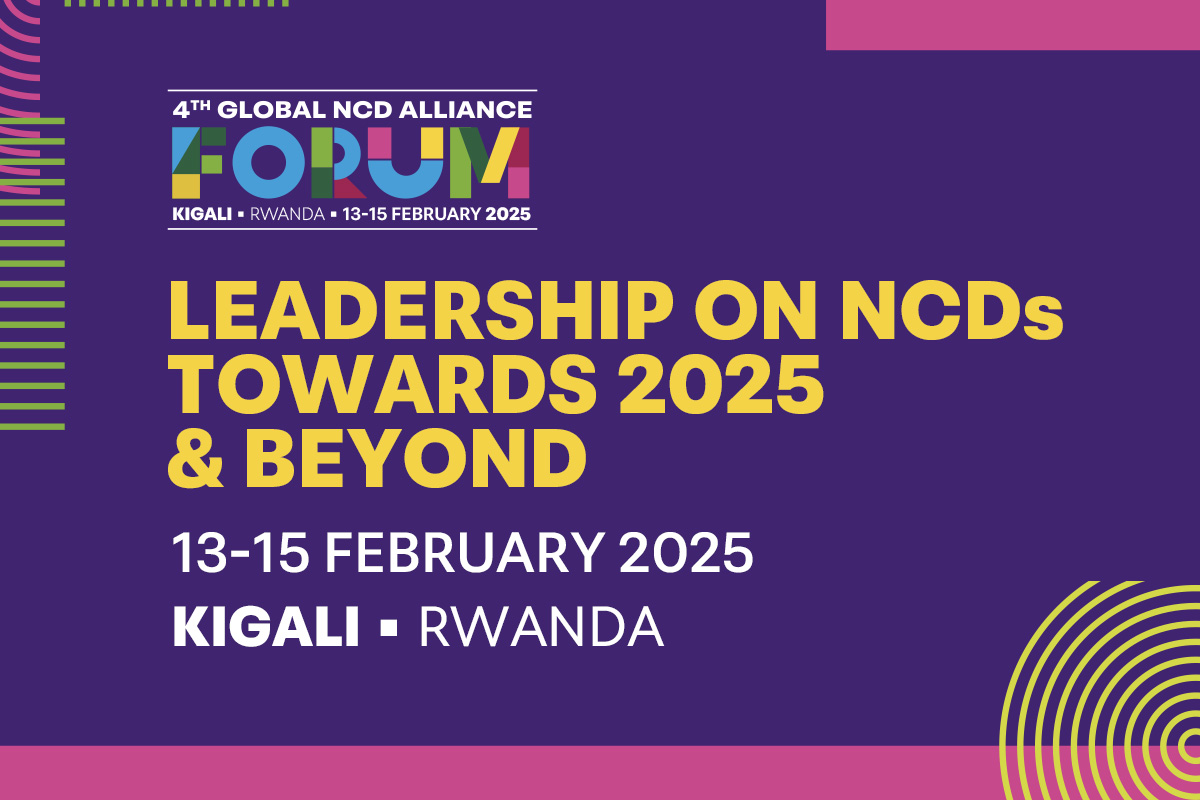 4TH GLOBAL NCD ALLIANCE
FORUM
KIGALI ▪ RWANDA ▪ 13-15 FEBRUARY 2025
LEADERSHIP ON NCDs
TOWARDS 2025
& BEYOND
13-15 FEBRUARY 2025
KIGALI ▪ RWANDA